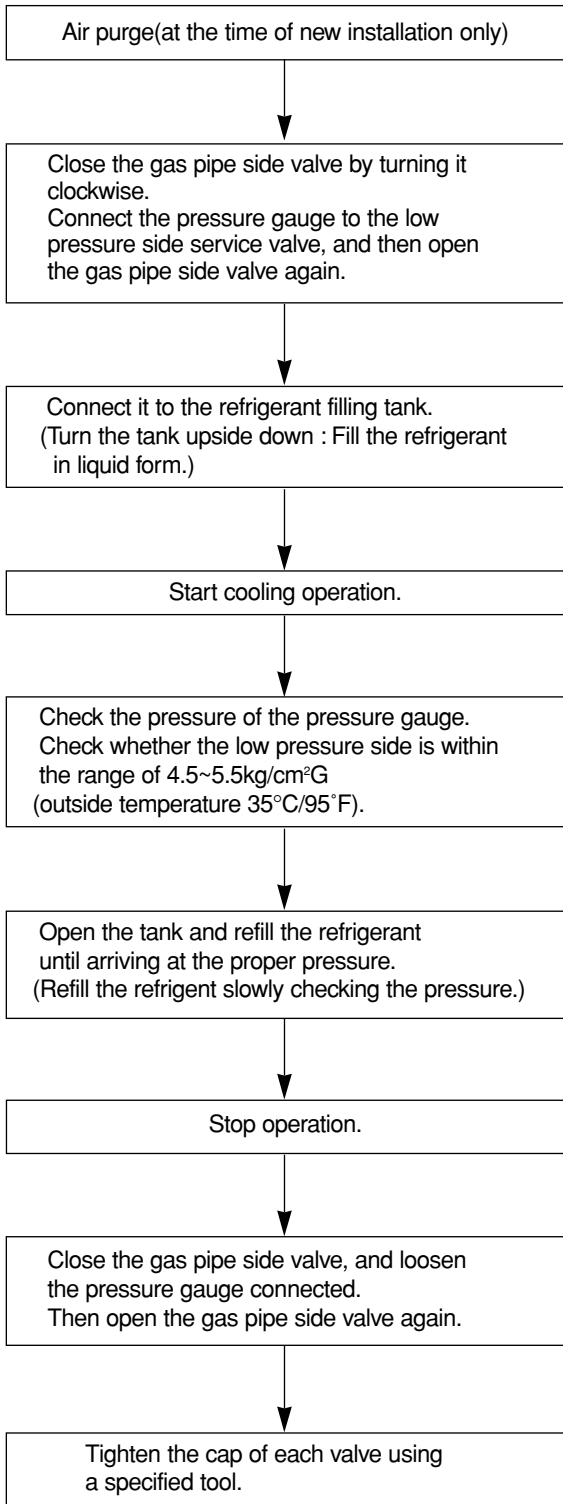 Air purge(at the time of new installation only)
Close the gas pipe side valve by turning it
clockwise.
Connect the pressure gauge to the low
pressure side service valve, and then open
the gas pipe side valve again.
Connect it to the refrigerant filling tank.
(Turn the tank upside down : Fill the refrigerant
in liquid form.)
Start cooling operation.
Check the pressure of the pressure gauge.
Check whether the low pressure side is within
the range of 4.5~5.5kg/cm²G
(outside temperature 35°C/95˚F).
Open the tank and refill the refrigerant
until arriving at the proper pressure.
(Refill the refrigent slowly checking the pressure.)
Stop operation.
Close the gas pipe side valve, and loosen
the pressure gauge connected.
Then open the gas pipe side valve again.
Tighten the cap of each valve using
a specified tool.